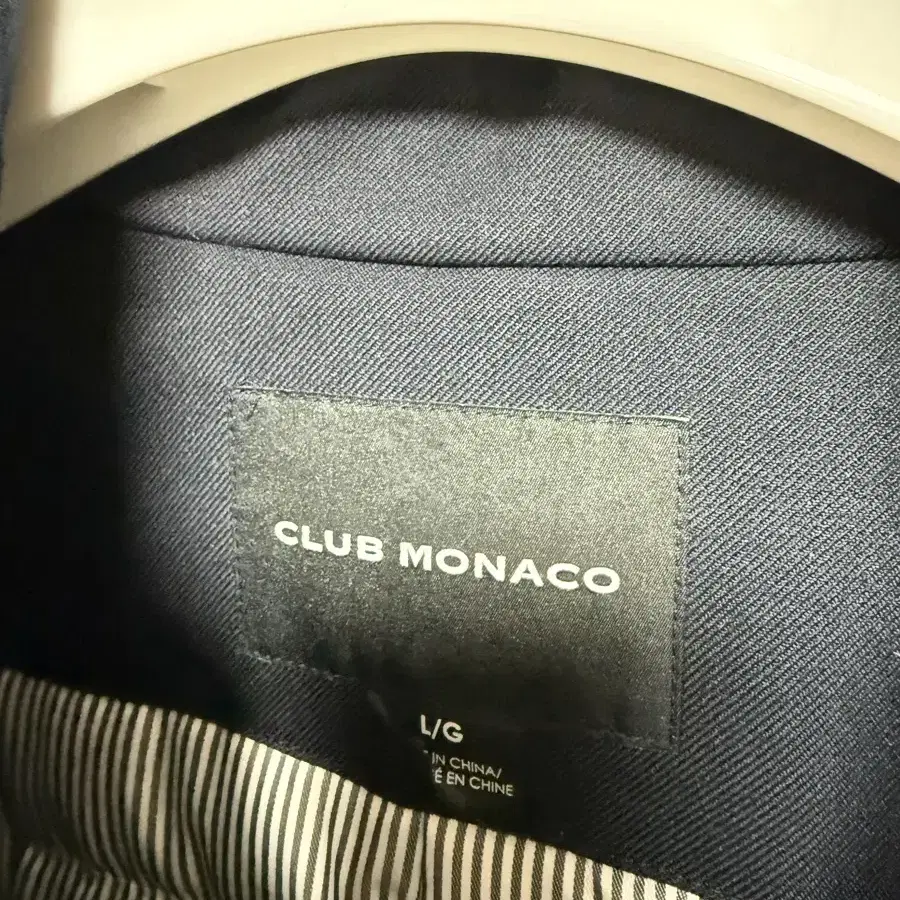 CLUB MONACO
L/G
IN CHINA/
É EN CHINE